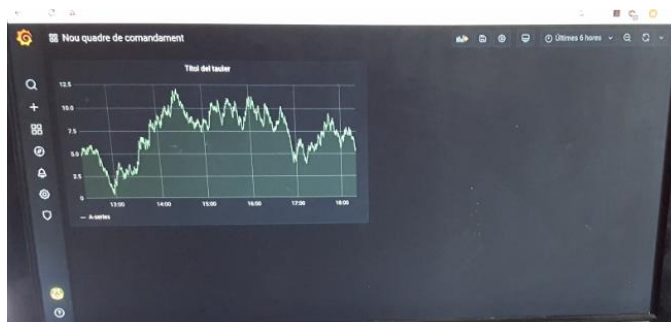 Nou quadre de comandament
Últimes 6 hores
Títol del tauler
12.5
10.0
7.5
5.0
2.5
0
13:00 14:00 15:00 16:00 17:00 18:00
A-series